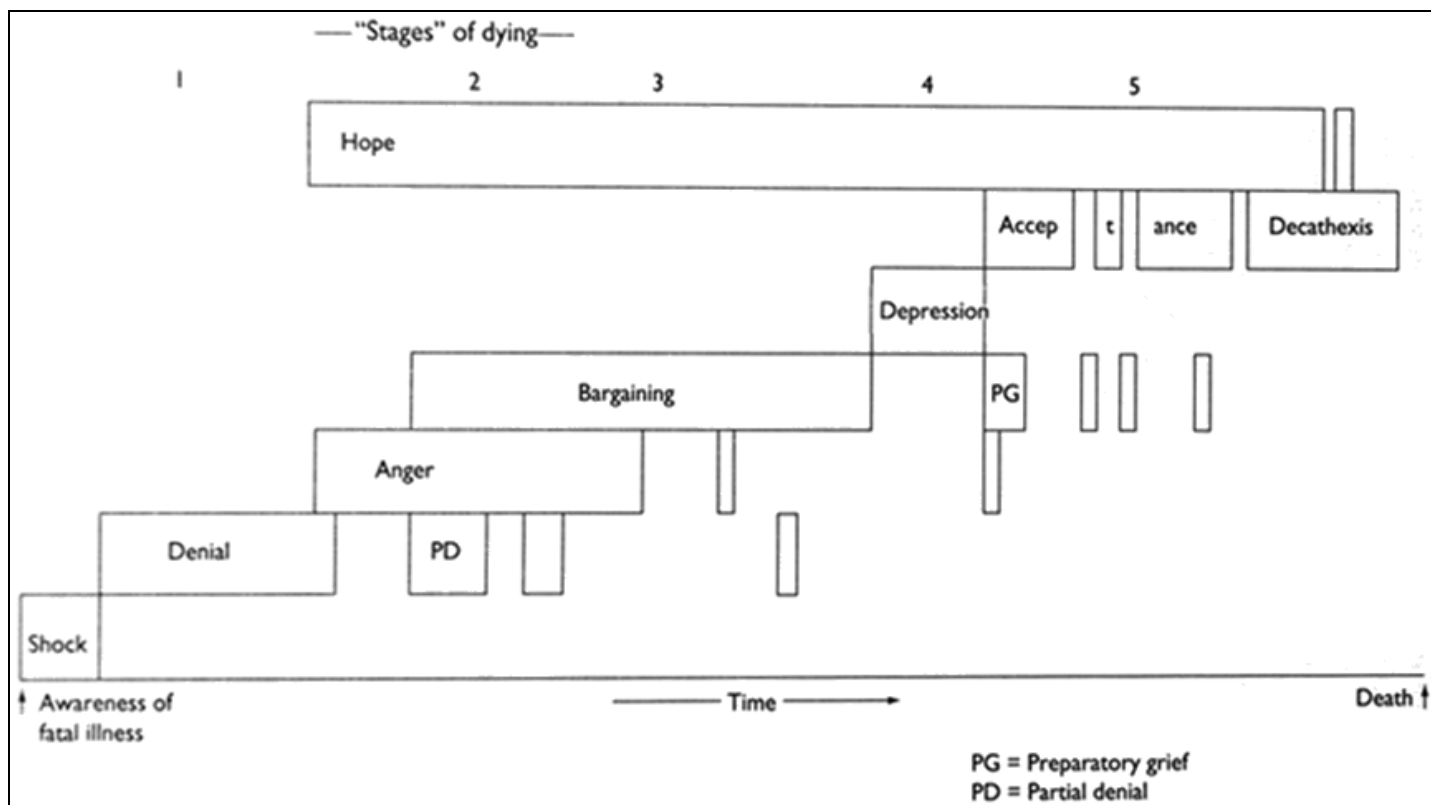 “Stages” of dying
1 2 3 4 5
Hope
Accep t ance Decathexis
Depression
Bargaining PG
Anger
Denial PD
Shock
Awareness of Time Death
fatal illness
PG = Preparatory grief
PD = Partial denial